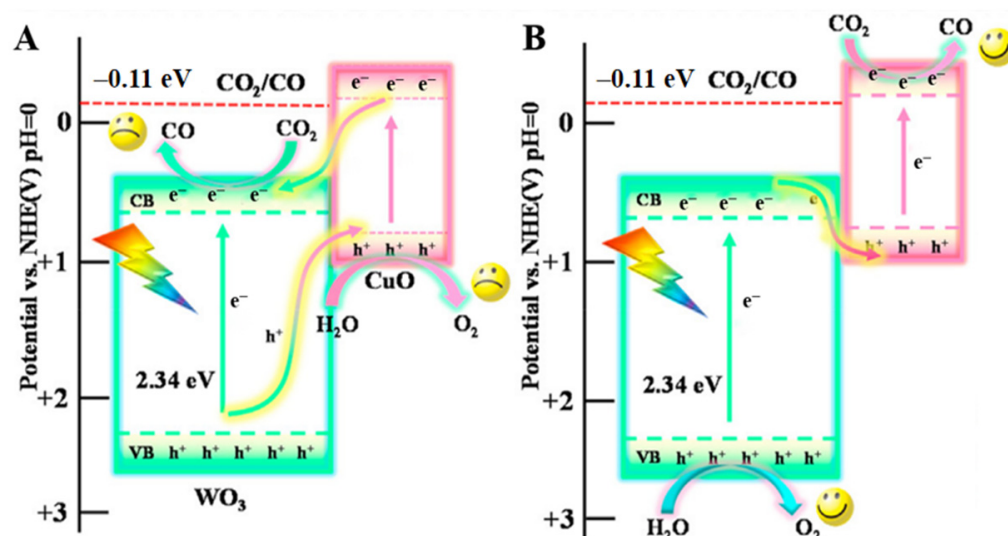 A
Potential vs. NHE(V) pH=0
−0.11 eV
CO₂/CO
0
+1
+2
+3
CO
CO₂
e⁻ e⁻ e⁻
CB e⁻ e⁻ e⁻
e⁻
h⁺
h⁺ h⁺ h⁺
CuO
H₂O
O₂
2.34 eV
VB h⁺ h⁺ h⁺ h⁺ h⁺
WO₃
B
Potential vs. NHE(V) pH=0
−0.11 eV
CO₂/CO
0
+1
+2
+3
CO₂
CO
e⁻ e⁻ e⁻
e⁻
CB e⁻ e⁻ e⁻
e
h⁺ h⁺ h⁺
e⁻
2.34 eV
VB h⁺ h⁺ h⁺ h⁺ h⁺
H₂O
O₂